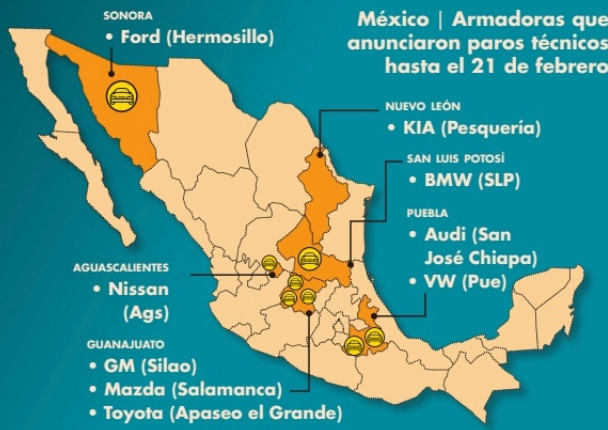 México | Armadoras que
anunciaron paros técnicos
hasta el 21 de febrero
SONORA
• Ford (Hermosillo)
NUEVO LEÓN
• KIA (Pesquería)
SAN LUIS POTOSÍ
• BMW (SLP)
PUEBLA
• Audi (San
José Chiapa)
• VW (Pue)
AGUASCALIENTES
• Nissan
(Ags)
GUANAJUATO
• GM (Silao)
• Mazda (Salamanca)
• Toyota (Apaseo el Grande)